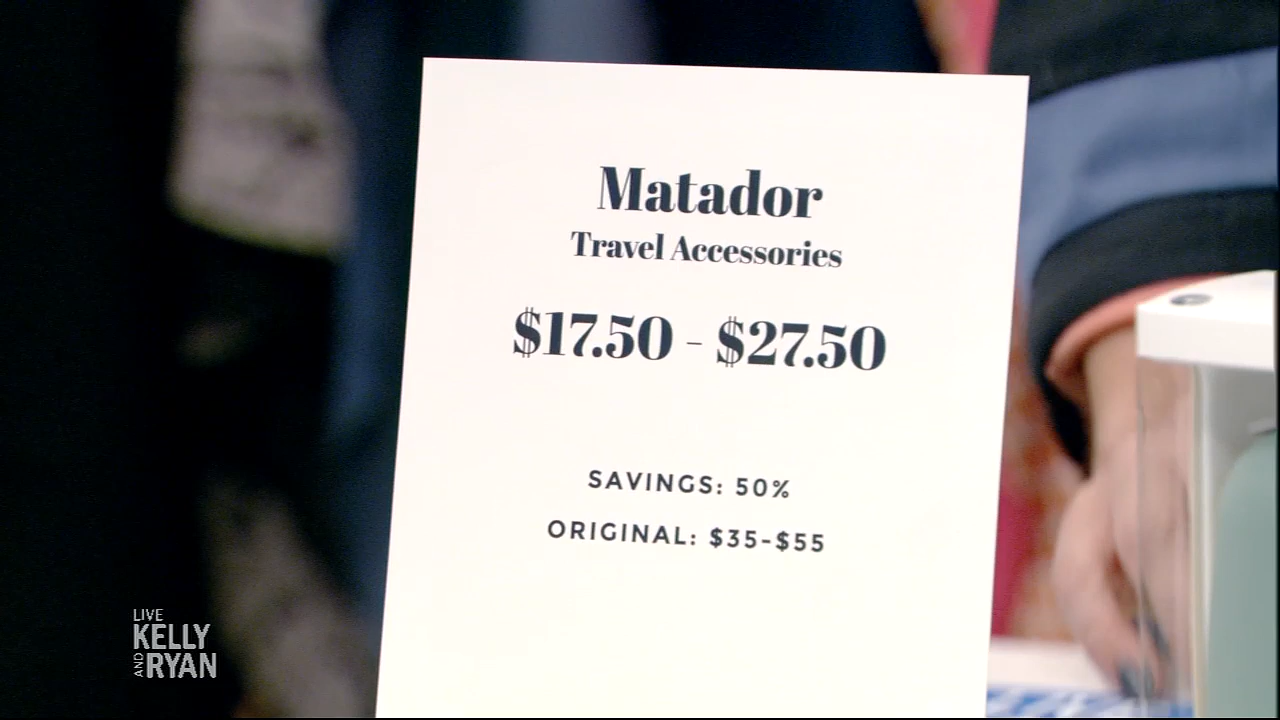 Matador
Travel Accessories
$17.50 - $27.50
SAVINGS: 50%
ORIGINAL: $35-$55
LIVE
KELLY
AND RYAN